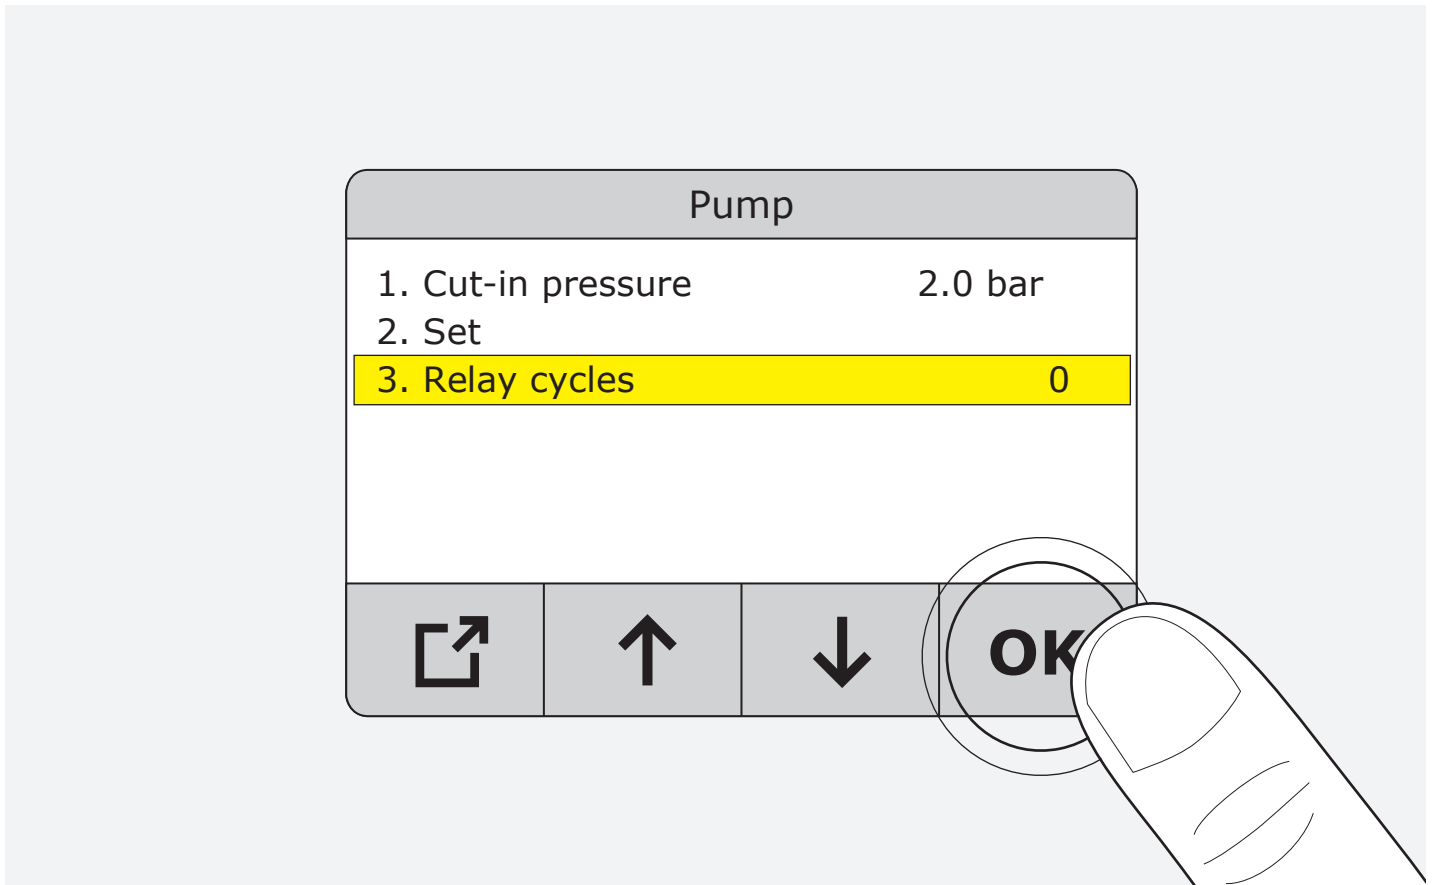 Pump
1. Cut-in pressure 2.0 bar
2. Set
3. Relay cycles 0
OK